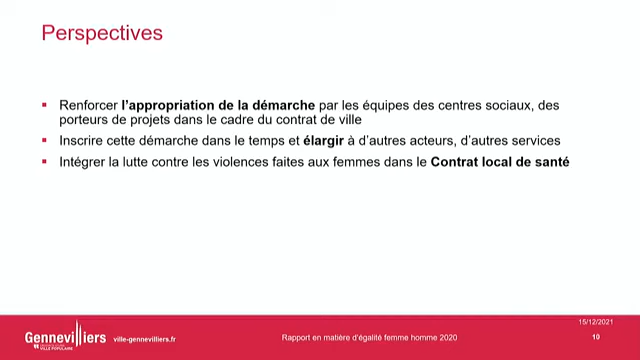 Perspectives
▪ Renforcer l'appropriation de la démarche par les équipes des centres sociaux, des
porteurs de projets dans le cadre du contrat de ville
▪ Inscrire cette démarche dans le temps et élargir à d'autres acteurs, d'autres services
▪ Intégrer la lutte contre les violences faites aux femmes dans le Contrat local de santé
15/12/2021
Gennevilliers
VILLE POPULAIRE
ville-gennevilliers.fr
Rapport en matière d'égalité femme homme 2020
10